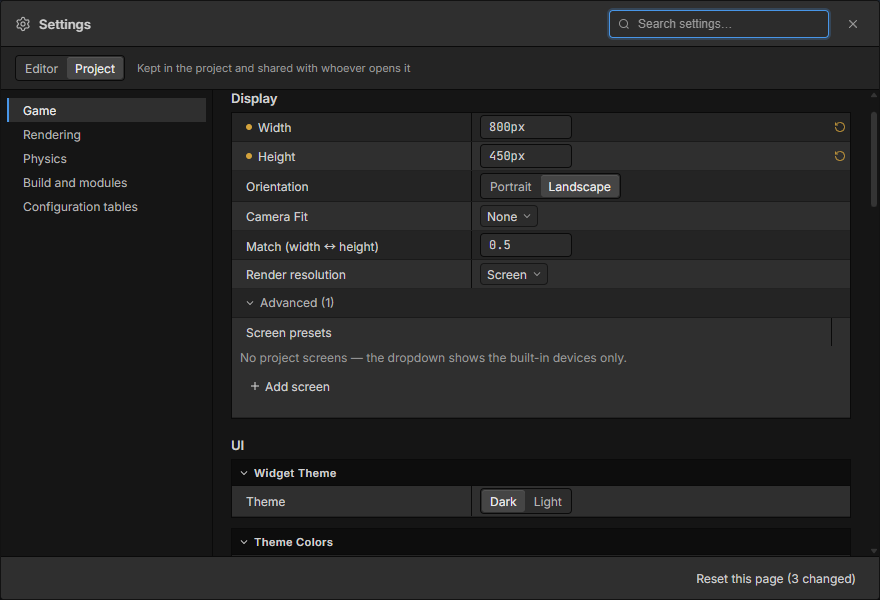 Settings
Search settings...
Editor Project Kept in the project and shared with whoever opens it
Game
Rendering
Physics
Build and modules
Configuration tables
Display
Width 800px
Height 450px
Orientation Portrait Landscape
Camera Fit None
Match (width ↔ height) 0.5
Render resolution Screen
Advanced (1)
Screen presets
No project screens — the dropdown shows the built-in devices only.
+ Add screen
UI
Widget Theme
Theme Dark Light
Theme Colors
Reset this page (3 changed)